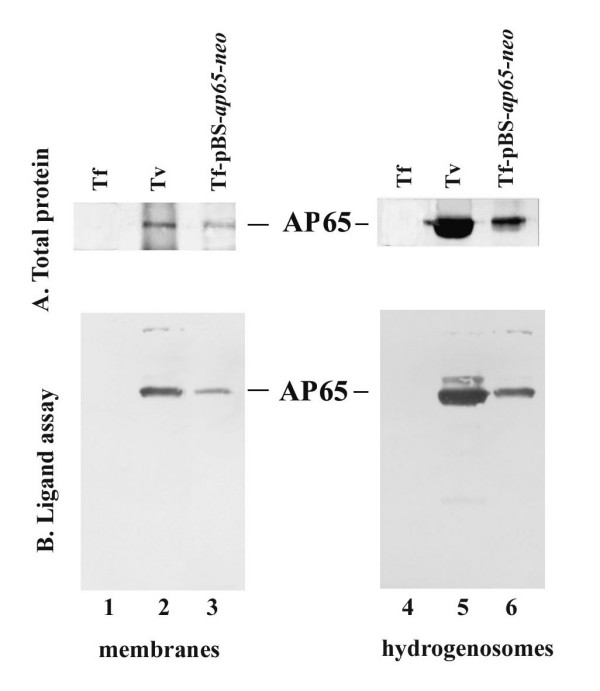 Tf
Tv
Tf-pBS-ap65-neo
Tf
Tv
Tf-pBS-ap65-neo
A. Total protein
— AP65 –
B. Ligand assay
— AP65 –
1 2 3
4 5 6
membranes
hydrogenosomes